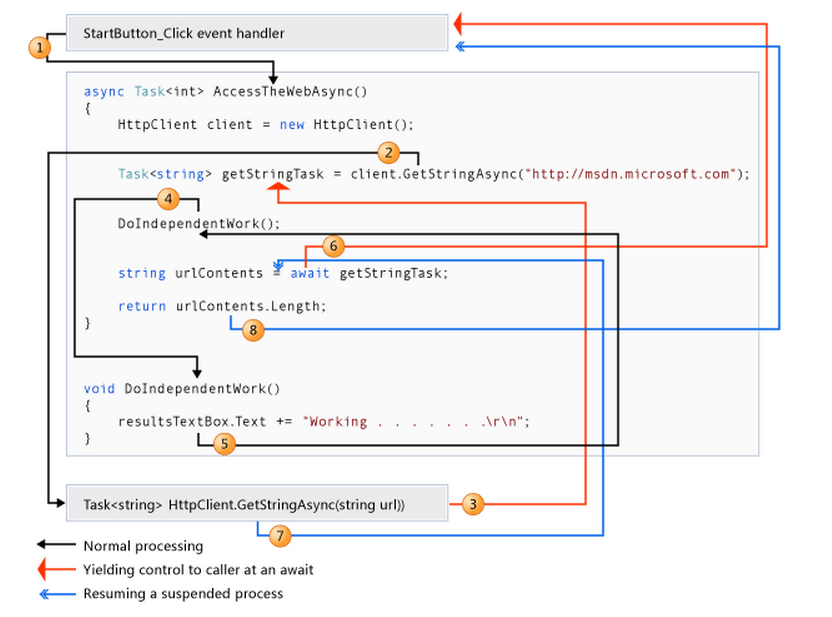 StartButton_Click event handler
1
async Task<int> AccessTheWebAsync()
{
HttpClient client = new HttpClient();
2
Task<string> getStringTask = client.GetStringAsync("http://msdn.microsoft.com");
4
DoIndependentWork();
6
string urlContents = await getStringTask;
return urlContents.Length;
}
8
void DoIndependentWork()
{
resultsTextBox.Text += "Working . . . . . . .\r\n";
}
5
Task<string> HttpClient.GetStringAsync(string url))
3
7
Normal processing
Yielding control to caller at an await
Resuming a suspended process